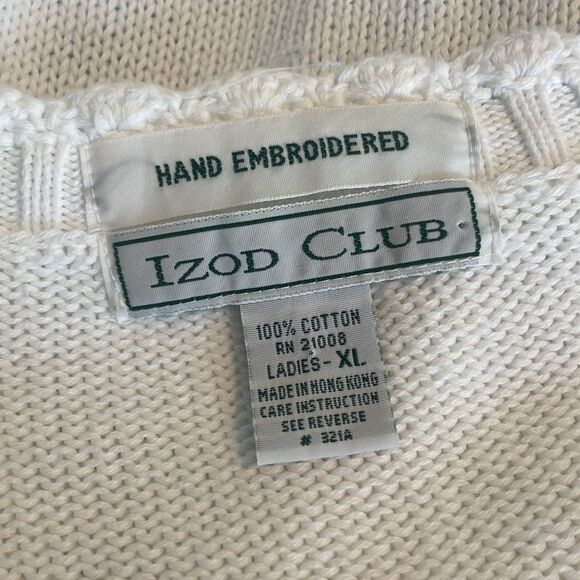 HAND EMBROIDERED
IZOD CLUB
100% COTTON
RN 21008
LADIES- XL
MADE IN HONG KONG
CARE INSTRUCTION
SEE REVERSE
# 321A